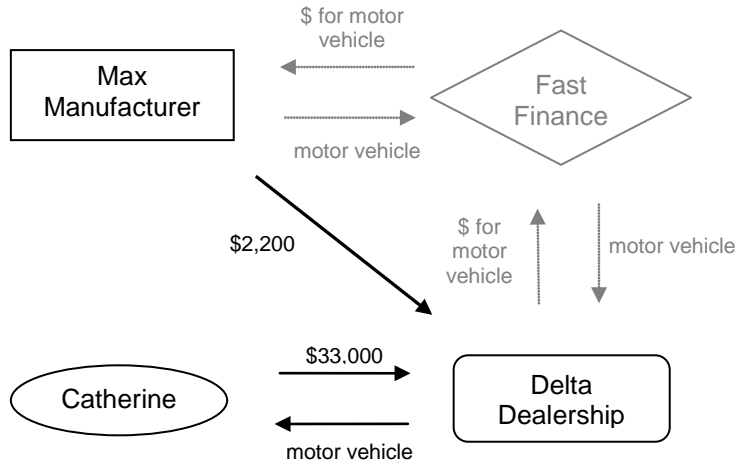 $ for motor
vehicle
Max
Manufacturer
Fast
Finance
motor vehicle
$2,200
$ for
motor
vehicle
motor vehicle
$33.000
Catherine
Delta
Dealership
motor vehicle